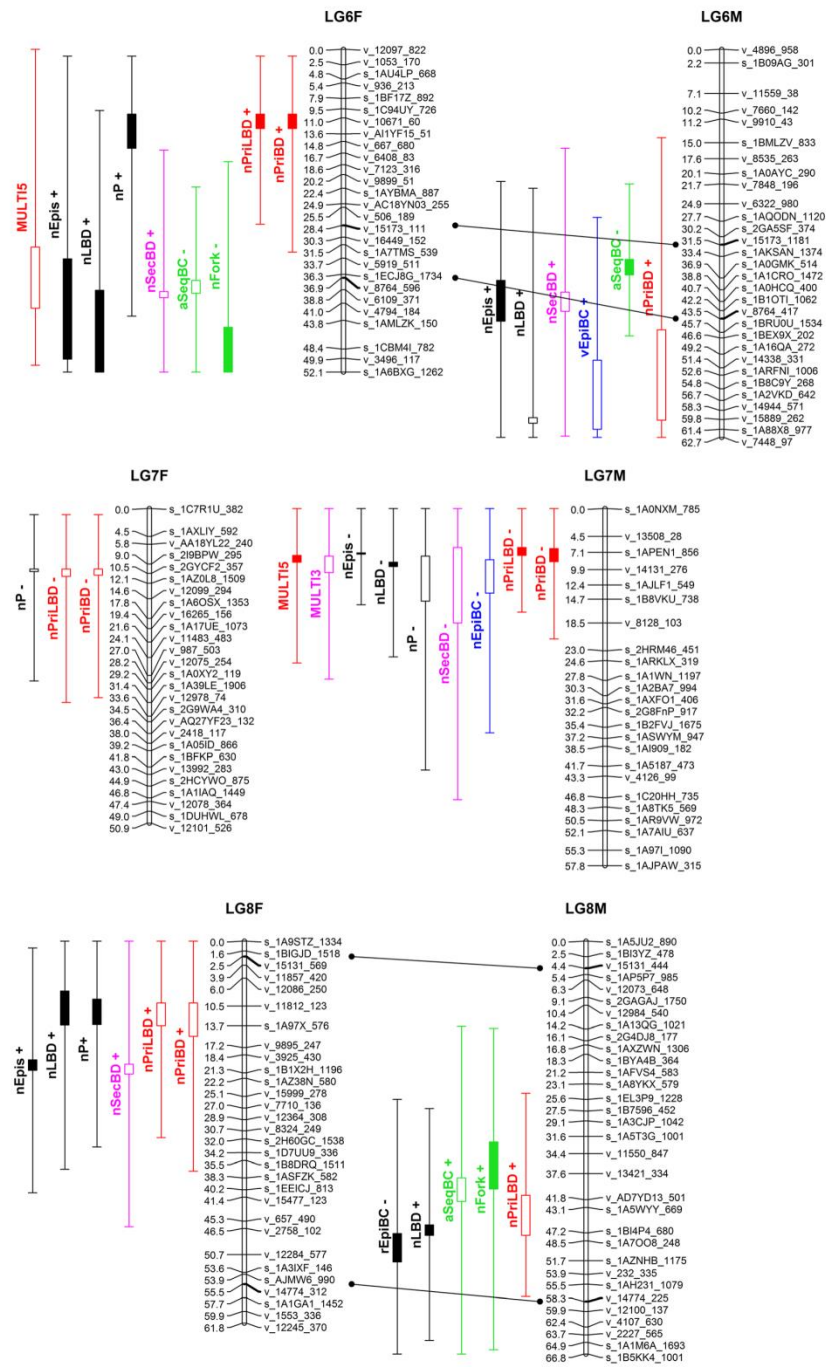 LG6F
LG6M
MULTI5
nEpis +
nLBD +
nP +
nSecBD +
aSeqBC -
nFork -
nPriLBD +
nPriBD +
0.0 v_12097_822
2.5 v_1053_170
4.8 s_1AU4LP_668
5.4 v_936_213
7.9 s_1BF17Z_892
9.5 s_1C94UY_726
11.0 v_10671_60
13.6 v_AI1YF15_51
14.8 v_667_680
16.7 v_6408_83
18.6 v_7123_316
20.2 v_9899_51
22.4 s_1AYBMA_887
24.9 v_AC18YN03_255
25.5 v_506_189
28.4 v_15173_111
30.3 v_16449_152
31.5 s_1A7TMS_539
33.7 v_5919_511
36.3 s_1ECJ8G_1734
36.9 v_8764_596
38.8 v_6109_371
41.0 v_4794_184
43.8 s_1AMLZK_150
48.4 s_1CBM4I_782
49.9 v_3496_117
52.1 s_1A6BXG_1262
nEpis +
nLBD +
nSecBD +
vEpiBC +
aSeqBC -
nPriBD +
0.0 v_4896_958
2.2 s_1B09AG_301
7.1 v_11559_38
10.2 v_7660_142
11.2 v_9910_43
15.0 s_1BMLZV_833
17.6 v_8535_263
20.1 s_1A0AYC_290
21.7 v_7848_196
24.9 v_6322_980
27.7 s_1AQODN_1120
30.2 s_2GA5SF_374
31.5 v_15173_1181
33.4 s_1AKSAN_1374
36.9 s_1A0GMK_514
38.8 s_1A1CRO_1472
40.7 s_1A0HCQ_400
42.2 s_1B1OTI_1062
43.5 v_8764_417
45.7 s_1BRU0U_1534
46.6 s_1BEX9X_202
49.2 s_1A16QA_272
51.4 v_14338_331
52.6 s_1ARFNI_1006
54.8 s_1B8C9Y_268
56.7 s_1A2VKD_642
58.3 v_14944_571
59.8 v_15889_262
61.4 s_1A88X8_977
62.7 v_7448_97
LG7F
LG7M
nP -
nPriLBD -
nPriBD -
0.0 s_1C7R1U_382
4.5 s_1AXLIY_592
5.8 v_AA18YL22_240
9.0 s_2I9BPW_295
10.5 s_2GYCF2_357
12.1 s_1AZ0L8_1509
14.6 v_12099_294
17.8 s_1A6OSX_1353
19.4 v_16265_156
21.6 s_1A17UE_1073
24.1 v_11483_483
27.0 v_987_503
28.2 v_12075_254
29.2 s_1A0XY2_119
31.4 s_1A39LE_1906
33.6 v_12978_74
34.5 s_2G9WA4_310
36.4 v_AQ27YF23_132
38.0 v_2418_117
39.2 s_1A05ID_866
41.8 s_1BFKP_630
43.0 v_13992_283
44.9 s_2HCYWO_875
46.8 s_1A1IAQ_1449
47.4 v_12078_364
49.0 s_1DUHWL_678
50.9 v_12101_526
MULTI5
MULTI3
nEpis -
nLBD -
nP -
nSecBD -
nEpiBC -
nPriLBD -
nPriBD -
0.0 s_1A0NXM_785
4.5 v_13508_28
7.1 s_1APEN1_856
9.9 v_14131_276
12.4 s_1AJLF1_549
14.7 s_1B8VKU_738
18.5 v_8128_103
23.0 s_2HRM46_451
24.6 s_1ARKLX_319
27.8 s_1A1WN_1197
30.3 s_1A2BA7_994
31.6 s_1AXFO1_406
32.2 s_2G8FnP_917
35.4 s_1B2FVJ_1675
37.2 s_1ASWYM_947
38.5 s_1AI909_182
41.7 s_1A5187_473
43.3 v_4126_99
46.8 s_1C20HH_735
48.3 s_1A8TK5_569
50.5 s_1AR9VW_972
52.1 s_1A7AIU_637
55.3 s_1A97I_1090
57.8 s_1AJPAW_315
LG8F
LG8M
nEpis +
nLBD +
nP+
nSecBD +
nPriLBD +
nPriBD +
0.0 s_1A9STZ_1334
1.6 s_1BIGJD_1518
2.5 v_15131_569
3.9 v_11857_420
6.0 v_12086_250
10.5 v_11812_123
13.7 s_1A97X_576
17.2 v_9895_247
18.4 v_3925_430
21.3 s_1B1X2H_1196
22.2 s_1AZ38N_580
25.1 v_15999_278
27.0 v_7710_136
28.9 v_12364_308
30.7 v_8324_249
32.0 s_2H60GC_1538
34.2 s_1D7UU9_336
35.5 s_1B8DRQ_1511
38.3 s_1ASFZK_582
40.2 s_1EEICJ_813
41.4 v_15477_123
45.3 v_657_490
46.5 v_2758_102
50.7 v_12284_577
53.6 s_1A3IXF_146
53.9 s_AJMW6_990
55.5 v_14774_312
57.7 s_1A1GA1_1452
59.9 v_1553_336
61.8 v_12245_370
rEpiBC -
nLBD +
aSeqBC +
nFork +
nPriLBD +
0.0 s_1A5JU2_890
2.5 s_1BI3YZ_478
4.4 v_15131_444
5.4 s_1AP5P7_985
6.3 v_12073_648
9.1 s_2GAGAJ_1750
10.4 v_12984_540
14.2 s_1A13QG_1021
16.1 s_2G4DJ8_177
16.8 s_1AXZWN_1306
18.3 s_1BYA4B_364
21.2 s_1AFVS4_583
23.1 s_1A8YKX_579
25.6 s_1EL3P9_1228
27.5 s_1B7596_452
29.1 s_1A3CJP_1042
31.6 s_1A5T3G_1001
34.4 v_11550_847
37.6 v_13421_334
41.8 v_AD7YD13_501
43.1 s_1A5WYY_669
47.2 s_1BI4P4_680
48.5 s_1A7OO8_248
51.7 s_1AZNHB_1175
53.9 v_232_335
55.5 s_1AH231_1079
58.3 v_14774_225
59.9 v_12100_137
62.4 v_4107_630
63.7 v_2227_565
64.9 s_1A1M6A_1693
66.8 s_1B5KK4_1001